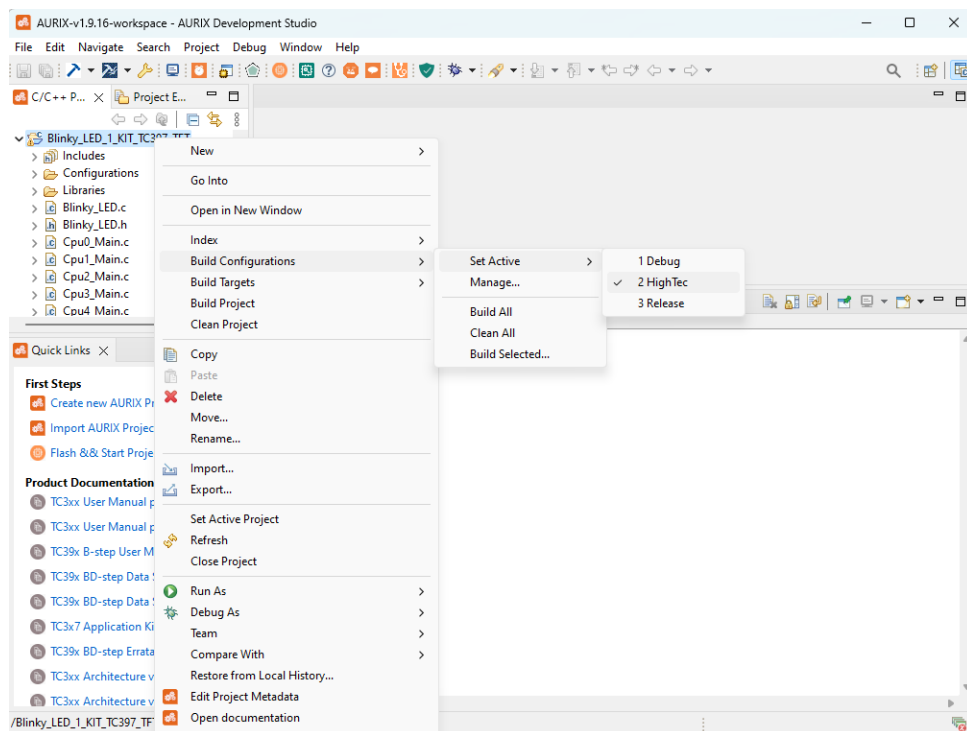 AURIX-v1.9.16-workspace - AURIX Development Studio
File Edit Navigate Search Project Debug Window Help
C/C++ P... Project E...
Blinky_LED_1_KIT_TC397_TFT
Includes
Configurations
Libraries
Blinky_LED.c
Blinky_LED.h
Cpu0_Main.c
Cpu1_Main.c
Cpu2_Main.c
Cpu3_Main.c
Cpu4_Main.c
Quick Links
First Steps
Create new AURIX Pr
Import AURIX Projec
Flash && Start Proje
Product Documentation
TC3xx User Manual p
TC3xx User Manual p
TC39x B-step User M
TC39x BD-step Data
TC39x BD-step Data
TC3x7 Application Ki
TC39x BD-step Errata
TC3xx Architecture v
TC3xx Architecture v
/Blinky_LED_1_KIT_TC397_TF
New
Go Into
Open in New Window
Index
Build Configurations
Build Targets
Build Project
Clean Project
Copy
Paste
Delete
Move...
Rename...
Import...
Export...
Set Active Project
Refresh
Close Project
Run As
Debug As
Team
Compare With
Restore from Local History...
Edit Project Metadata
Open documentation
Set Active
Manage...
Build All
Clean All
Build Selected...
1 Debug
2 HighTec
3 Release